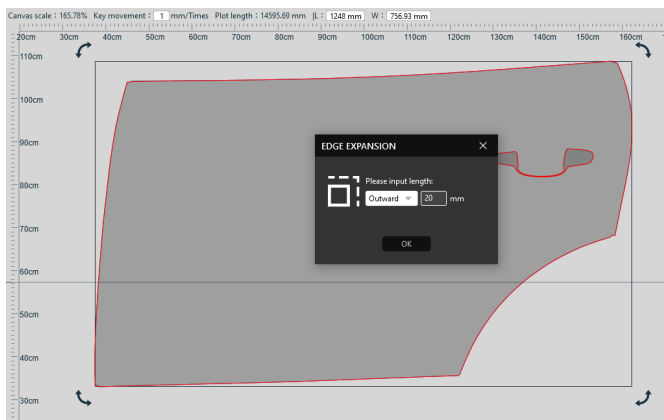 Canvas scale : 165.78% Key movement : 1 mm/Times Plot length : 14595.69 mm |L : 1248 mm W : 756.93 mm
20cm 30cm 40cm 50cm 60cm 70cm 80cm 90cm 100cm 110cm 120cm 130cm 140cm 150cm 160cm
110cm
100cm
90cm
80cm
70cm
60cm
50cm
40cm
30cm
EDGE EXPANSION
Please input length:
Outward 20 mm
OK